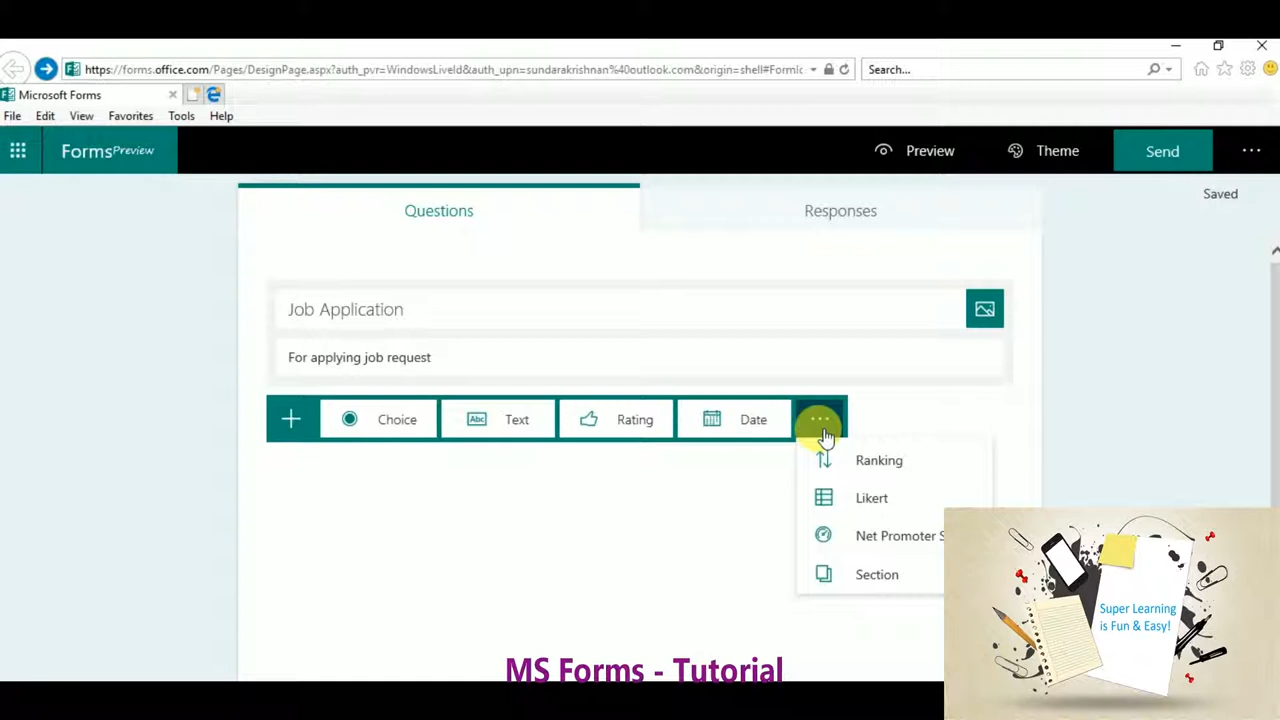 https://forms.office.com/Pages/DesignPage.aspx?auth_pvr=WindowsLiveId&auth_upn=sundarakrishnan%40outlook.com&origin=shell#FormId
Search...
Microsoft Forms
File Edit View Favorites Tools Help
Forms Preview
Preview
Theme
Send
Saved
Questions
Responses
Job Application
For applying job request
Choice
Abc Text
Rating
Date
Ranking
Likert
Net Promoter S
Section
Super Learning
is Fun & Easy!
MS Forms - Tutorial